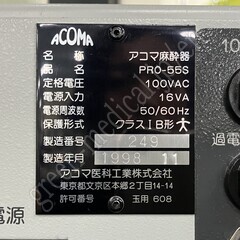 ACOMA
品名 アコマ麻酔器
名称 PRO-55S
定格電圧 100VAC
電源入力 16VA
電源周波数 50/60Hz
保護形式 クラスⅠB形
製造番号 249
製造年月 1998 11
アコマ医科工業株式会社
東京都文京区本郷2丁目14-14
許可番号 玉用 608
過電
電源